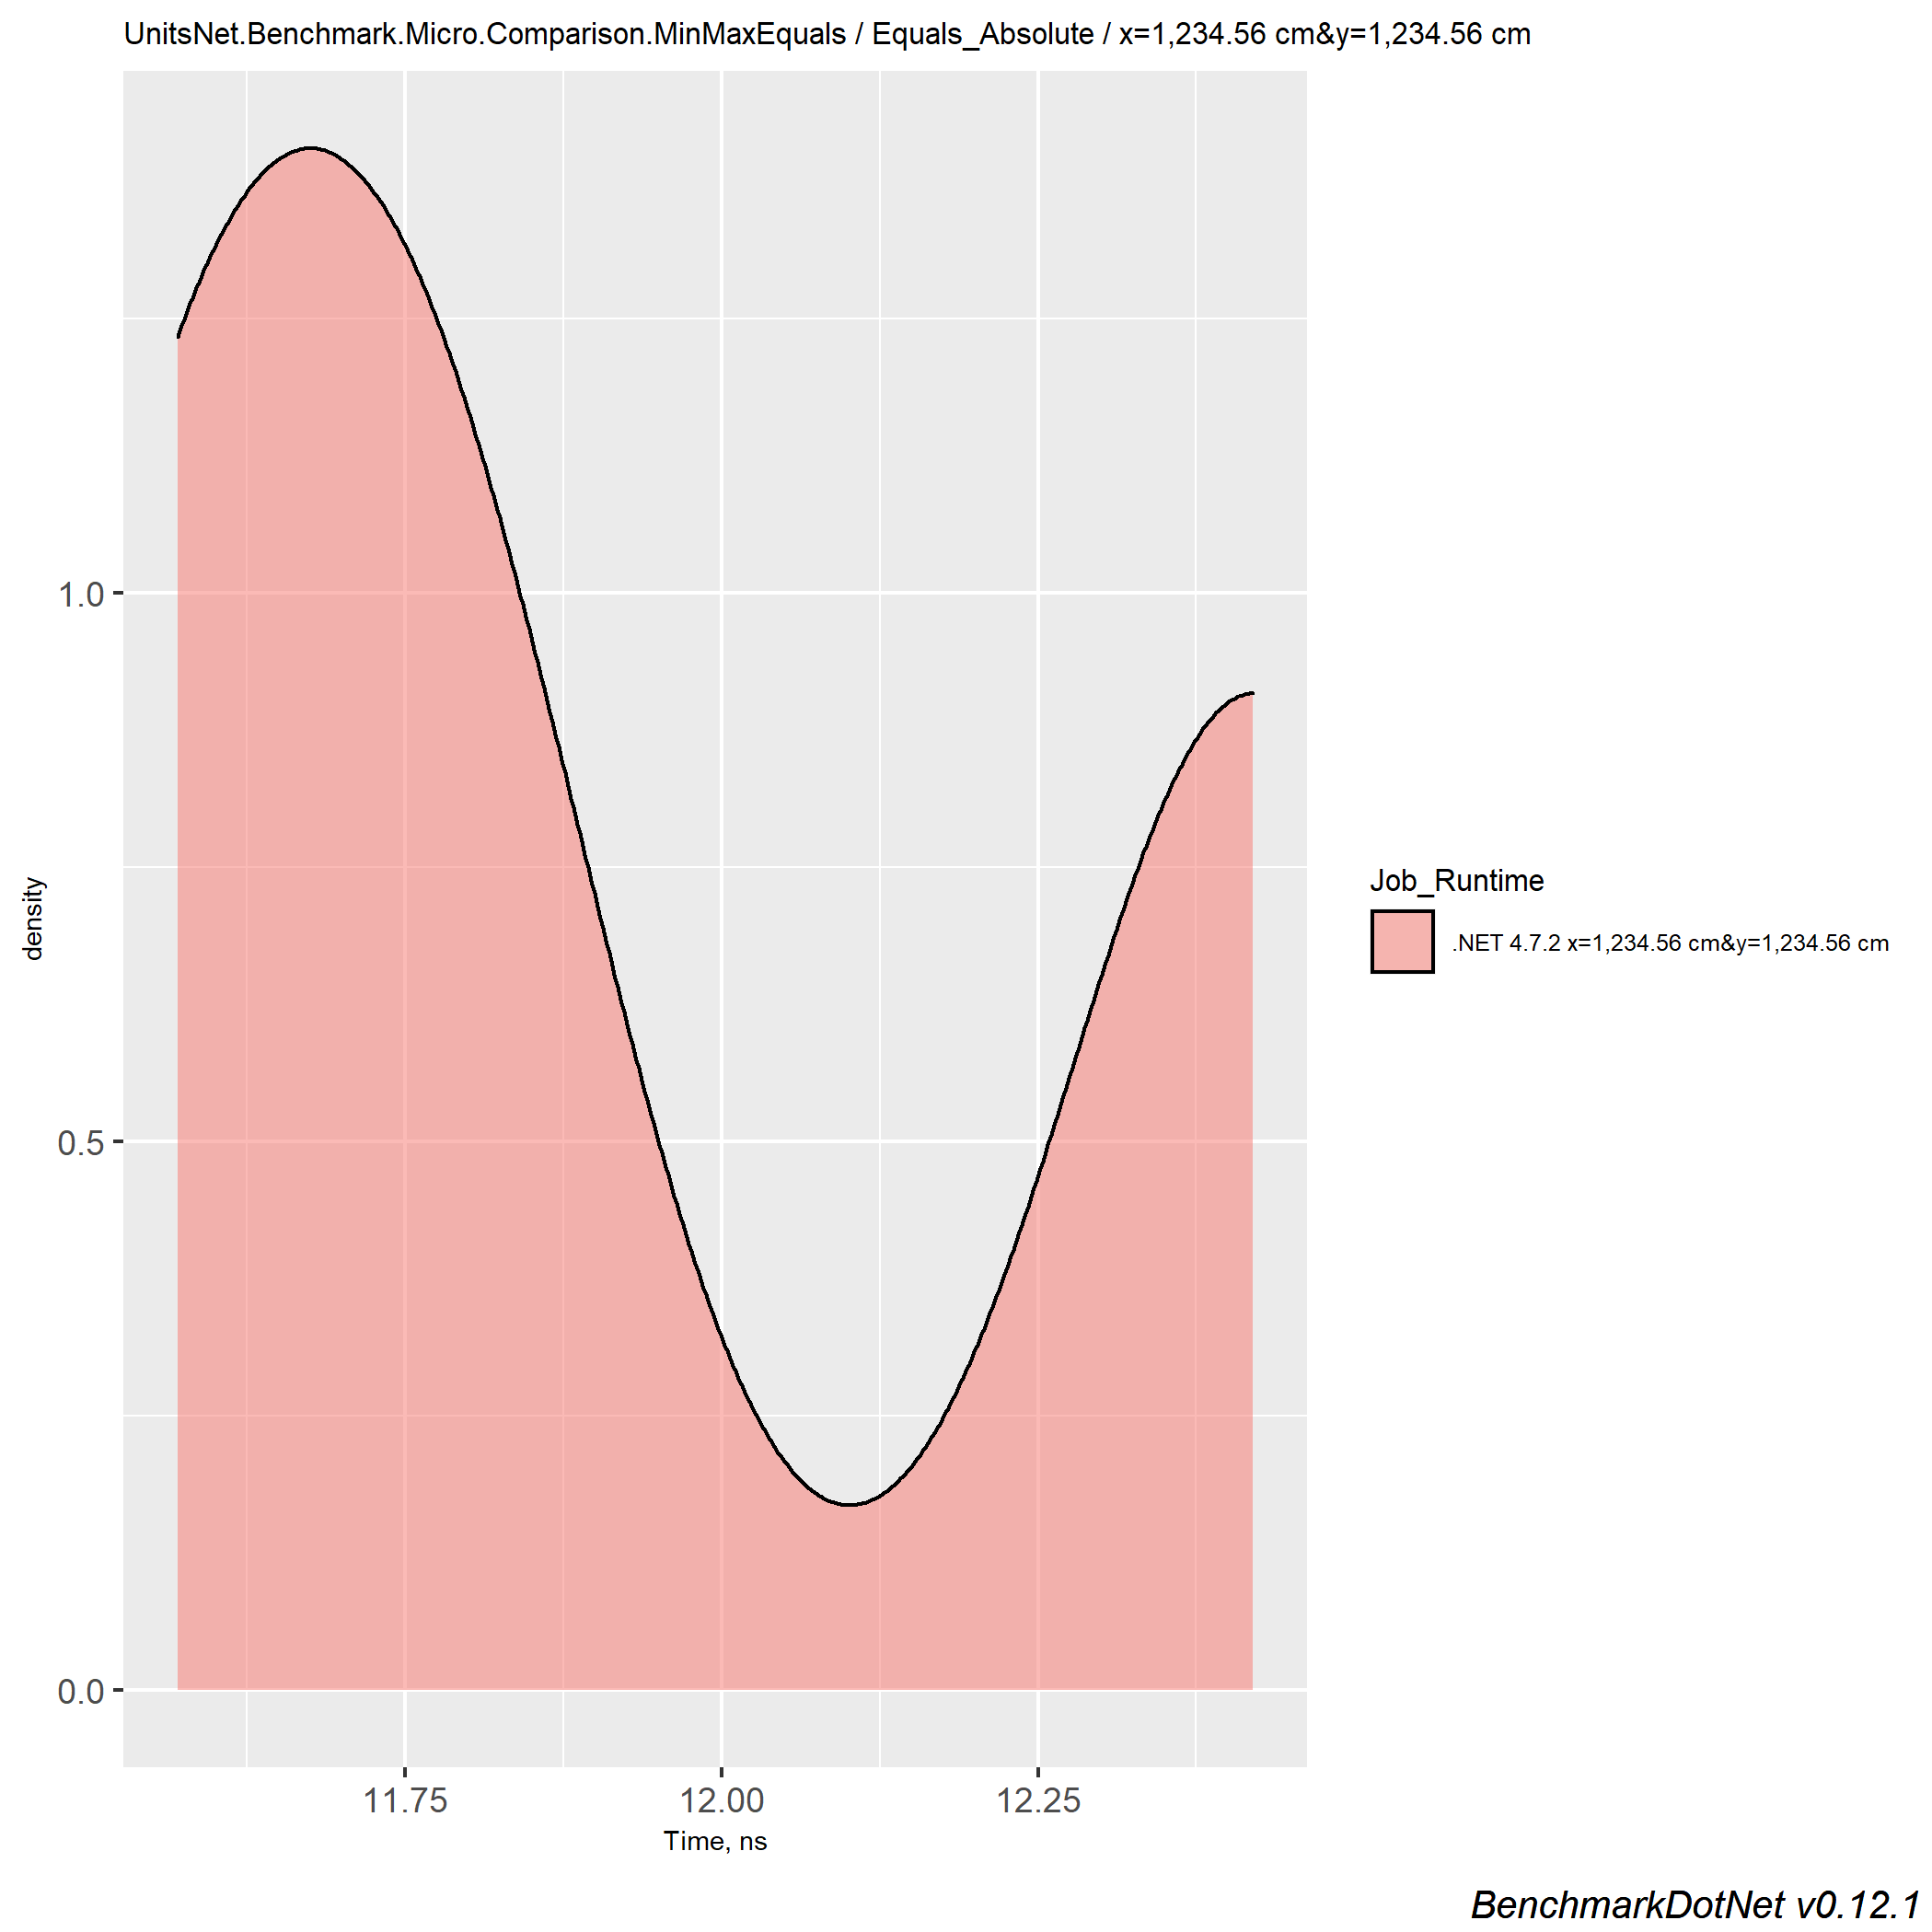 UnitsNet.Benchmark.Micro.Comparison.MinMaxEquals / Equals_Absolute / x=1,234.56 cm&y=1,234.56 cm
density
1.0
0.5
0.0
11.75 12.00 12.25
Time, ns
Job_Runtime
.NET 4.7.2 x=1,234.56 cm&y=1,234.56 cm
BenchmarkDotNet v0.12.1